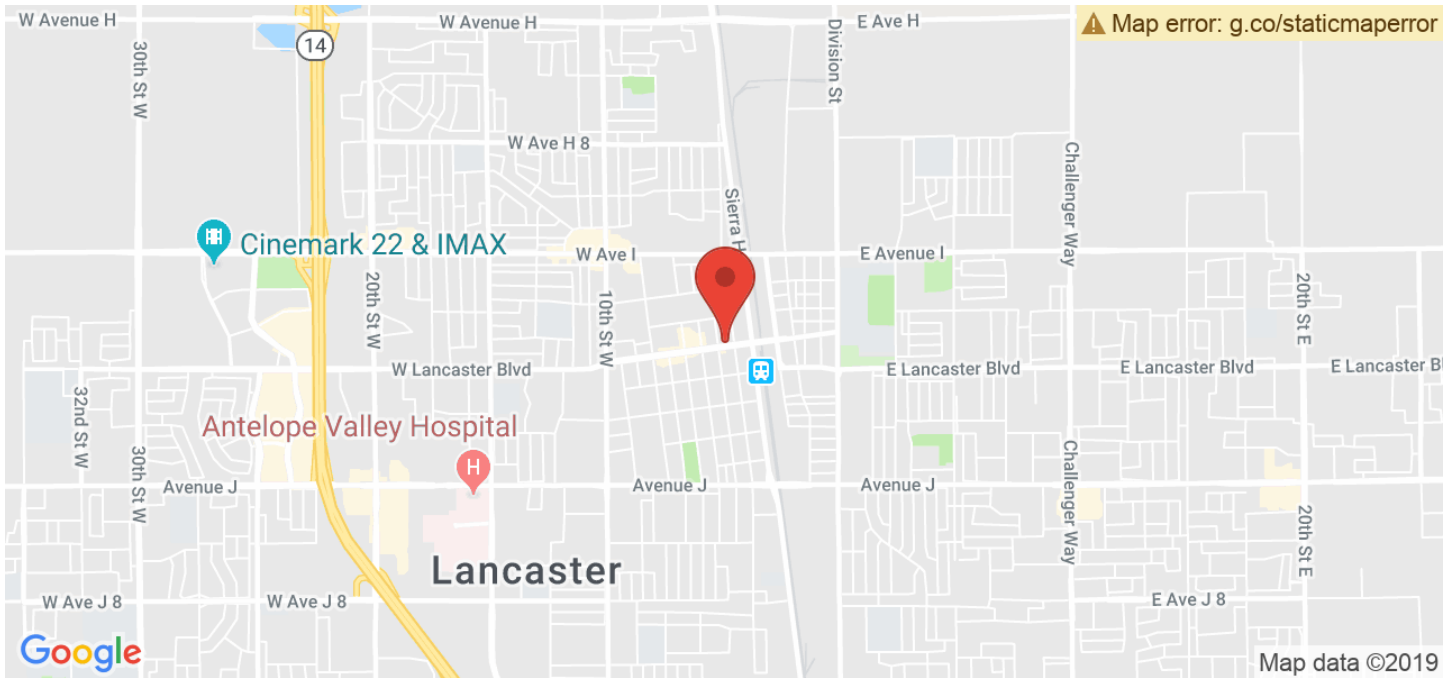 W Avenue H
14
W Avenue H
Division St
E Ave H
Map error: g.co/staticmaperror
30th St W
W Ave H 8
Challenger Way
Sierra H
Cinemark 22 & IMAX
W Ave I
E Avenue I
20th St W
10th St W
20th St E
W Lancaster Blvd
E Lancaster Blvd
E Lancaster Blvd
E Lancaster Bl
32nd St W
Antelope Valley Hospital
H
30th St W
Avenue J
Avenue J
Avenue J
Challenger Way
20th St E
Lancaster
W Ave J 8
W Ave J 8
E Ave J 8
Google
Map data ©2019